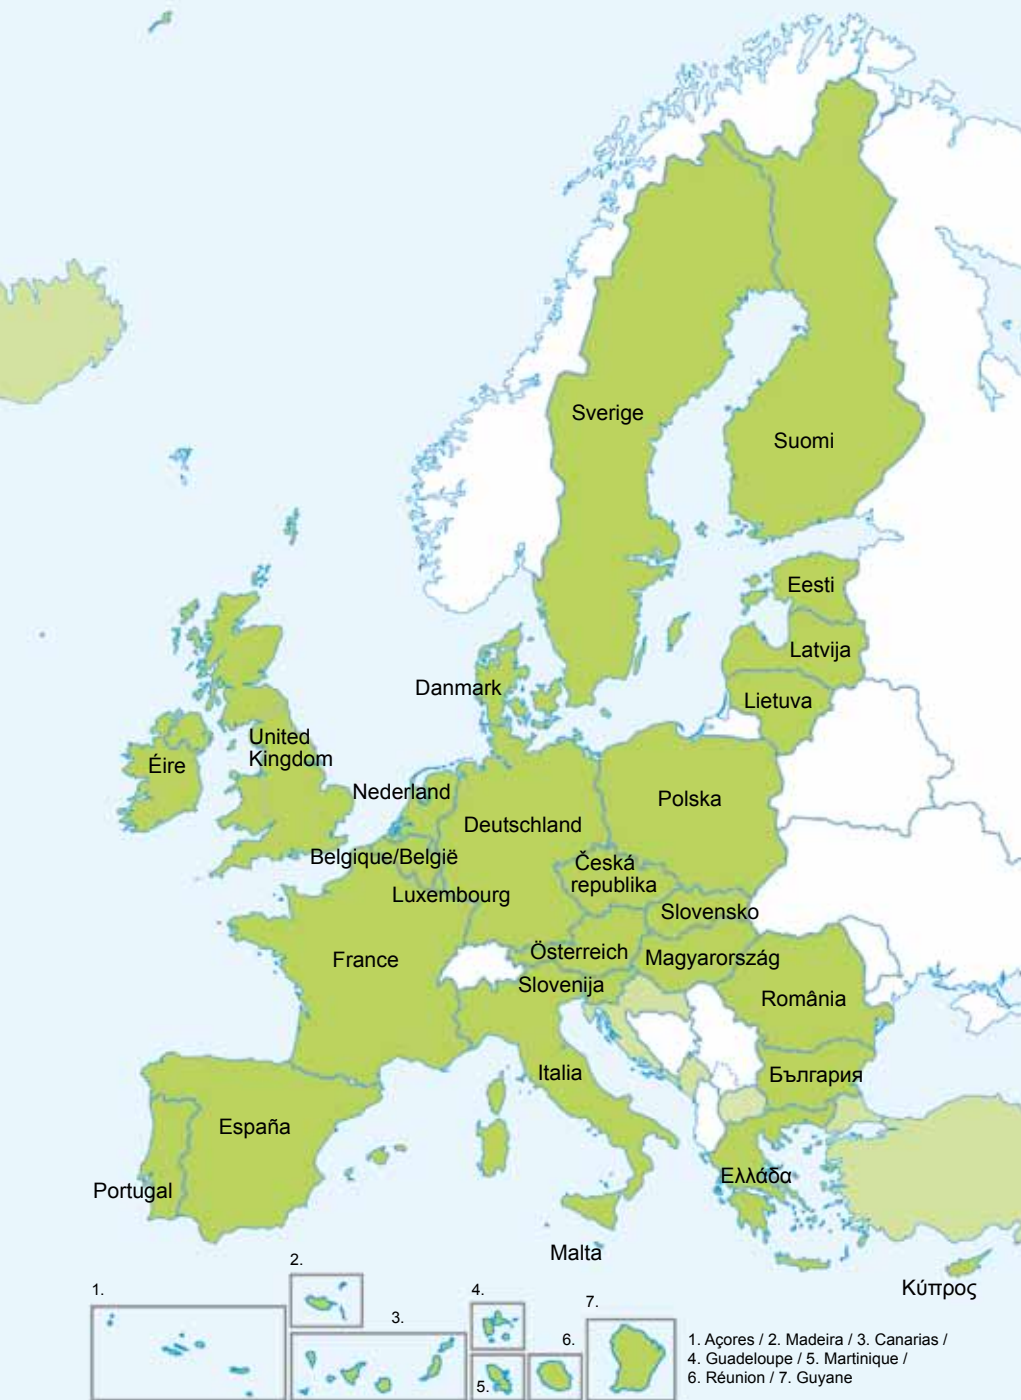 Sverige
Suomi
Eesti
Latvija
Danmark
Lietuva
United
Kingdom
Éire
Nederland
Polska
Deutschland
Belgique/België
Česká
republika
Luxembourg
Slovensko
France
Österreich
Magyarország
Slovenija
România
Italia
България
España
Ελλάδα
Portugal
Malta
Κύπρος
1.
2.
3.
4.
5.
6.
7.
1. Açores / 2. Madeira / 3. Canarias /
4. Guadeloupe / 5. Martinique /
6. Réunion / 7. Guyane